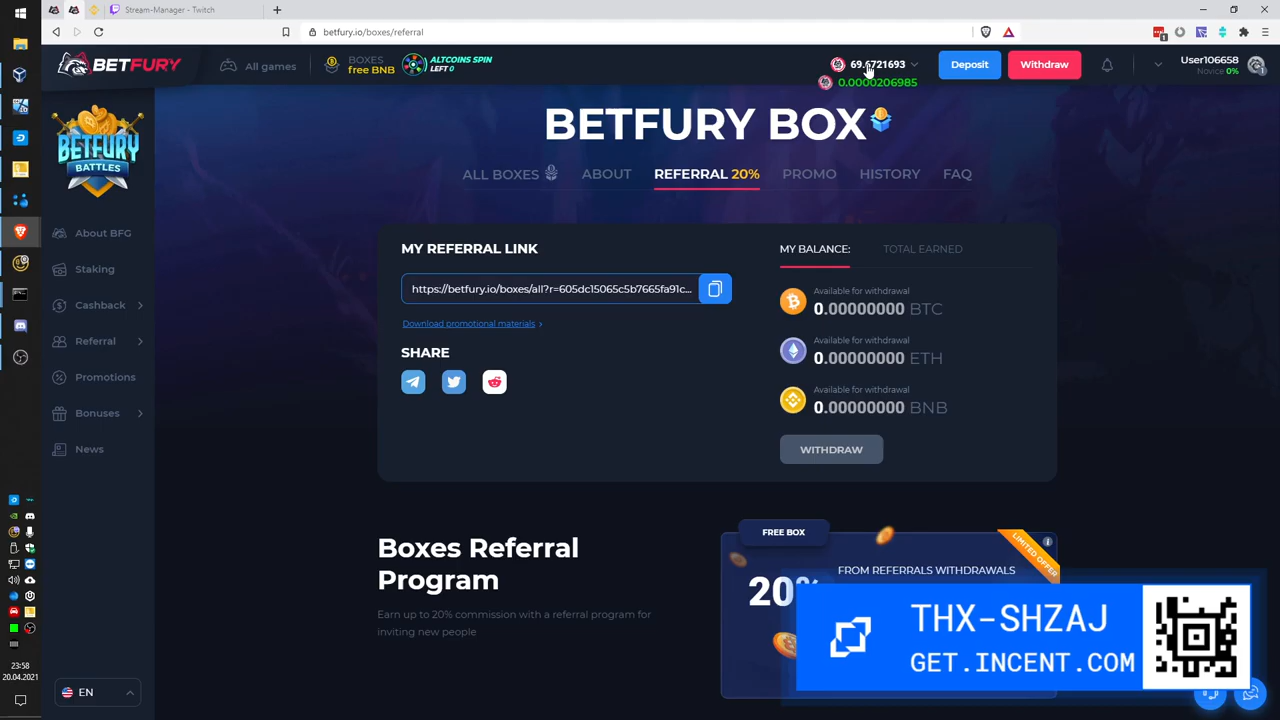 Stream-Manager - Twitch
betfury.io/boxes/referral
BETFURY
All games
BOXES
free BNB
ALTCOINS SPIN
LEFT 0
0.0000206985
Deposit
Withdraw
User106658
Novice 0%
BETFURY
BATTLES
BETFURY BOX
ALL BOXES
ABOUT
REFERRAL 20%
PROMO
HISTORY
FAQ
About BFG
Staking
Cashback
Referral
Promotions
Bonuses
News
MY REFERRAL LINK
https://betfury.io/boxes/all?r=605dc15065c5b7665fa91c...
Download promotional materials
SHARE
MY BALANCE:
TOTAL EARNED
Available for withdrawal
0.00000000 BTC
Available for withdrawal
0.00000000 ETH
Available for withdrawal
0.00000000 BNB
WITHDRAW
Boxes Referral
Program
Earn up to 20% commission with a referral program for
inviting new people
FREE BOX
LIMITED OFFER
FROM REFERRALS WITHDRAWALS
20%
THX-SHZAJ
GET.INCENT.COM
23:58
20.04.2021
EN